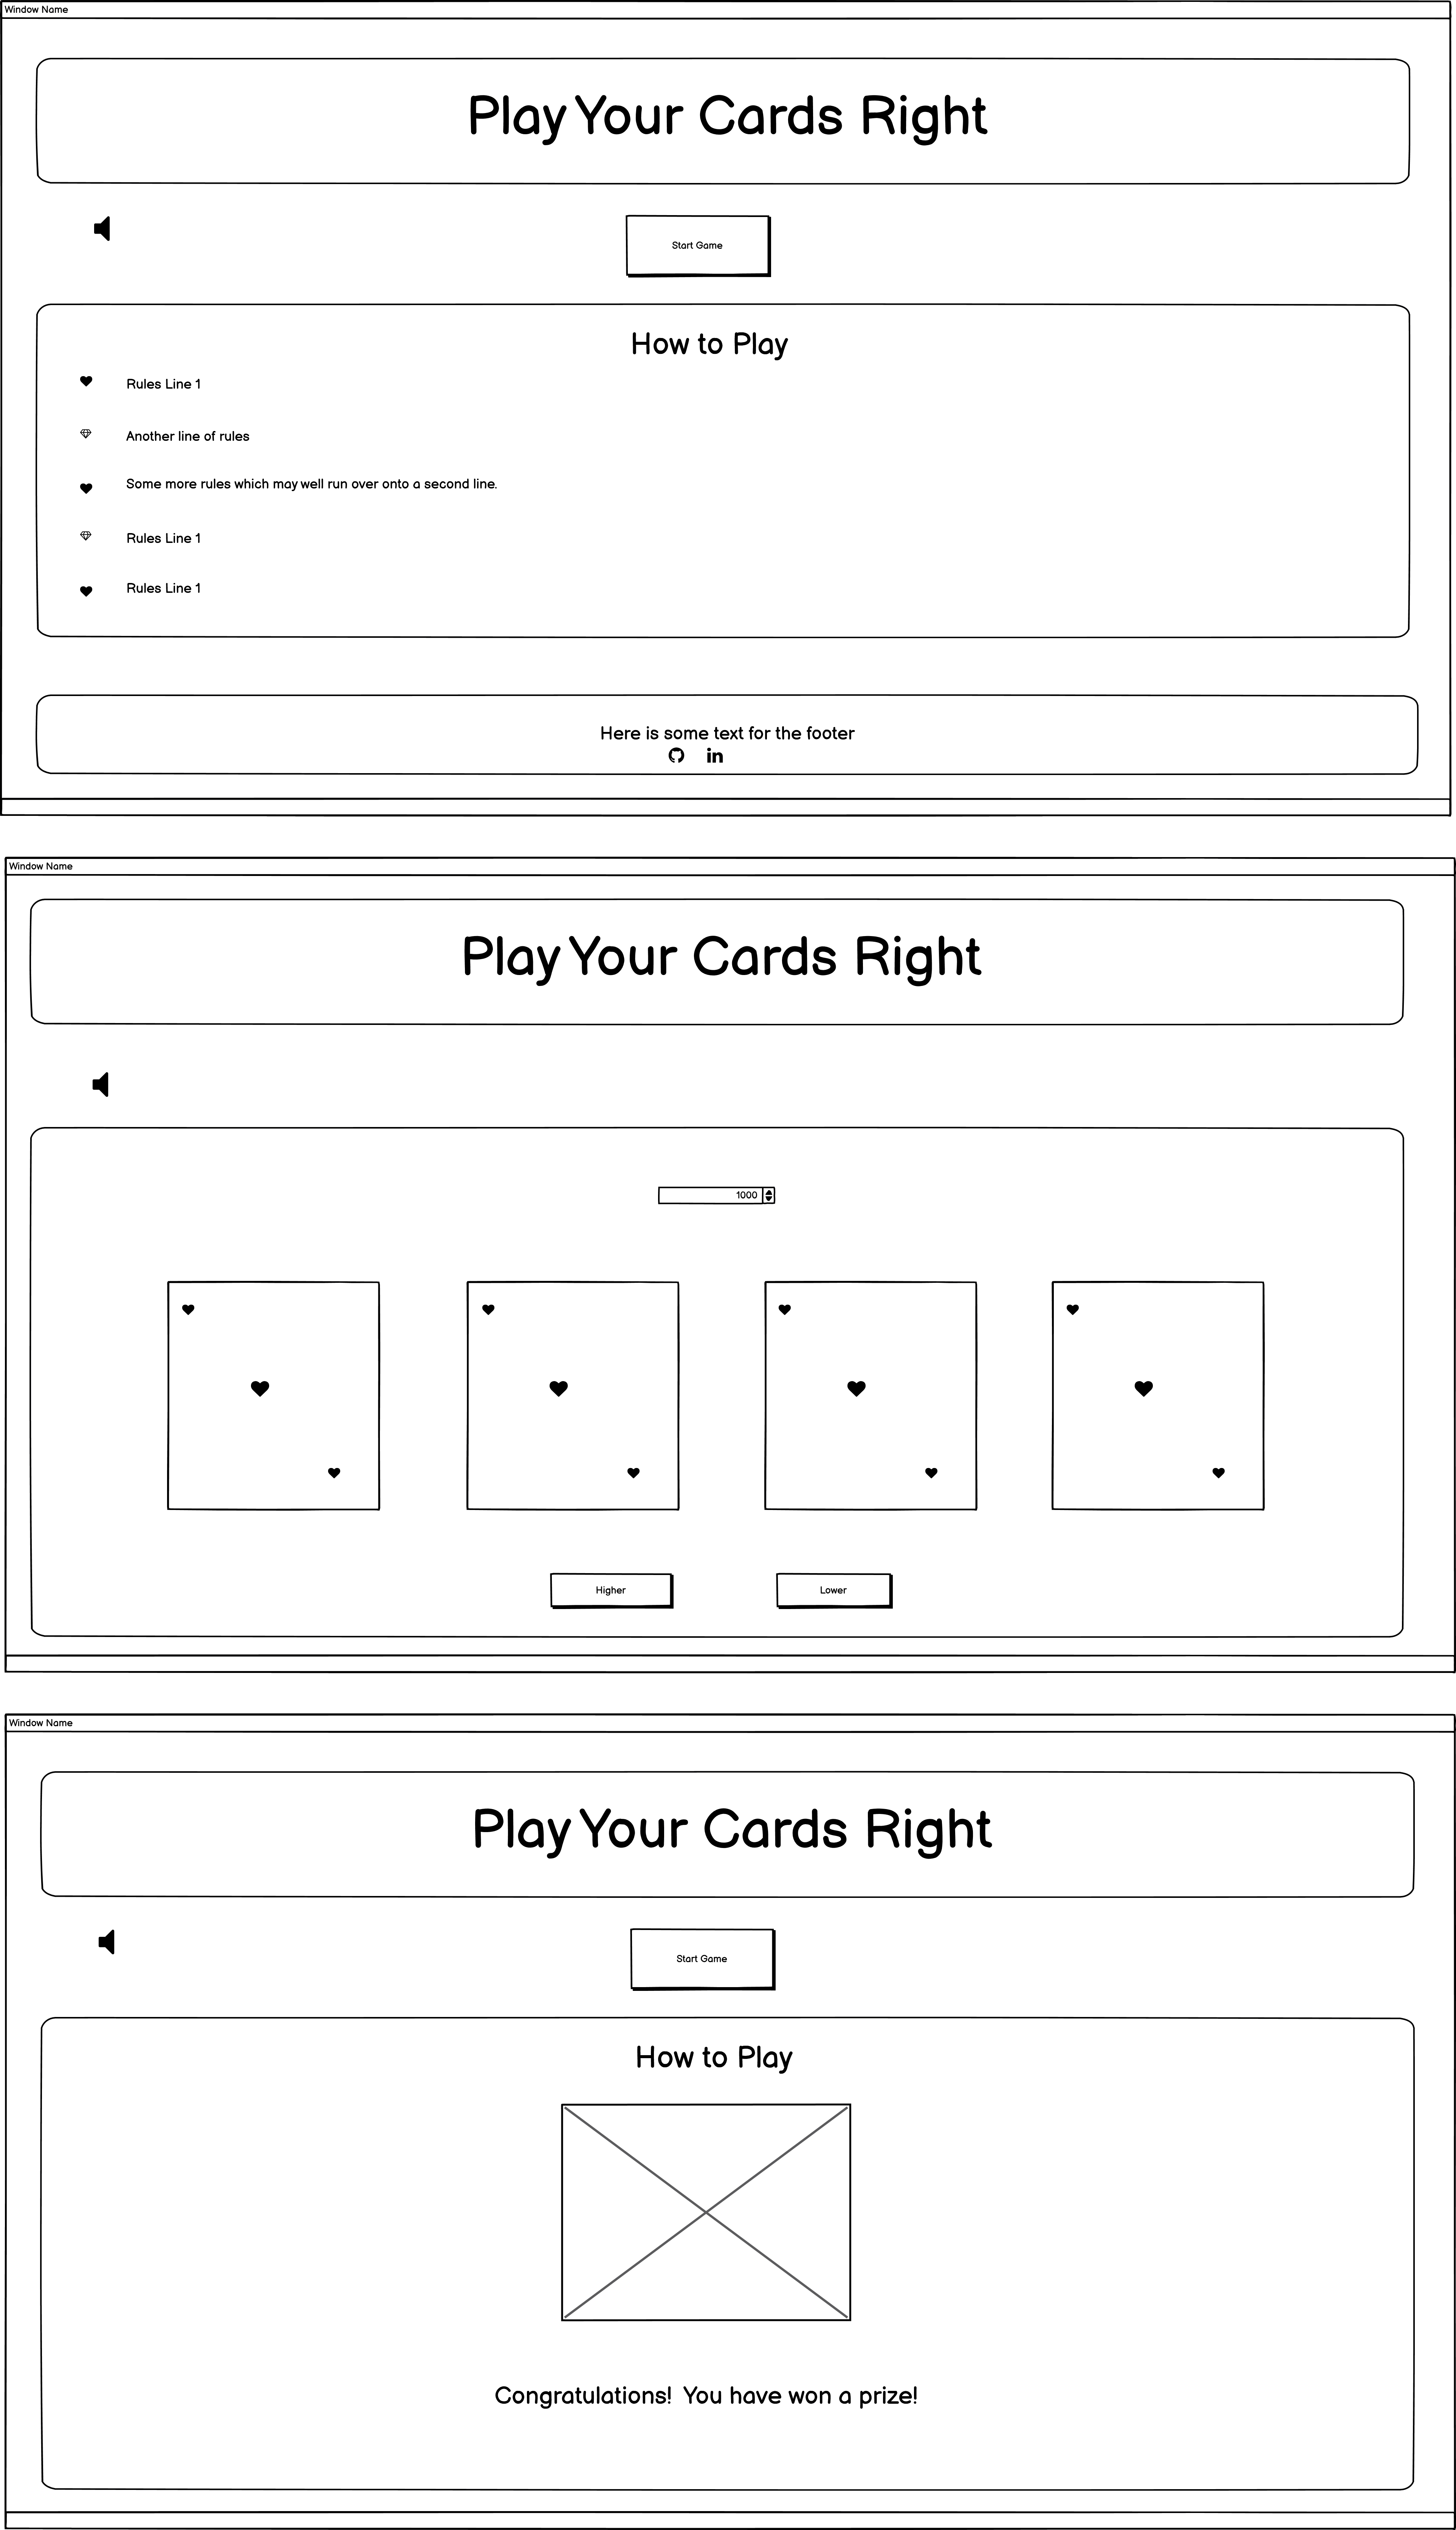 Window Name
Play Your Cards Right
Start Game
How to Play
Rules Line 1
Another line of rules
Some more rules which may well run over onto a second line.
Rules Line 1
Rules Line 1
Here is some text for the footer
in
Window Name
Play Your Cards Right
1000
Higher
Lower
Window Name
Play Your Cards Right
Start Game
How to Play
Congratulations! You have won a prize!